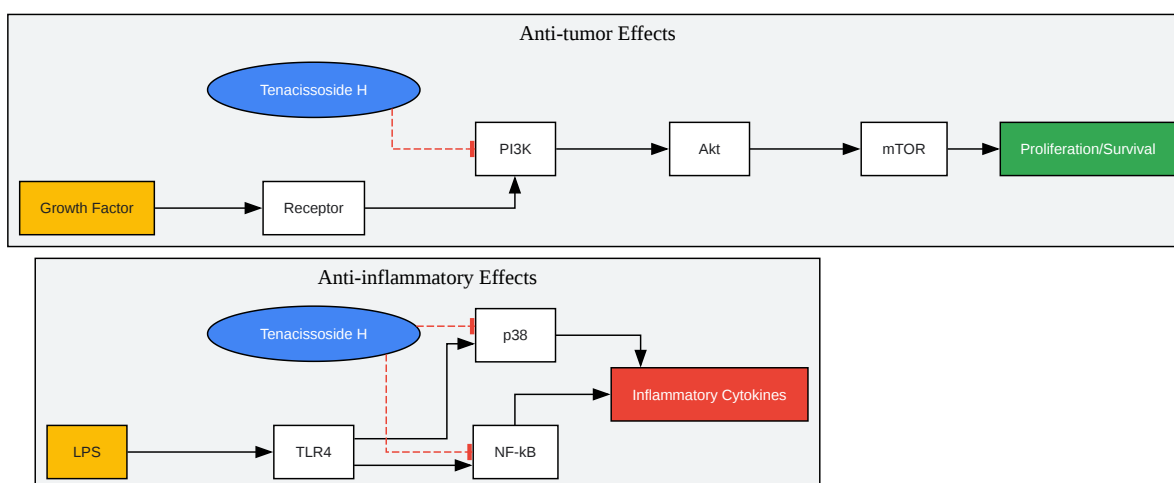 Anti-tumor Effects
Tenacissoside H
PI3K
Akt
mTOR
Proliferation/Survival
Growth Factor
Receptor
Anti-inflammatory Effects
Tenacissoside H
p38
Inflammatory Cytokines
LPS
TLR4
NF-kB